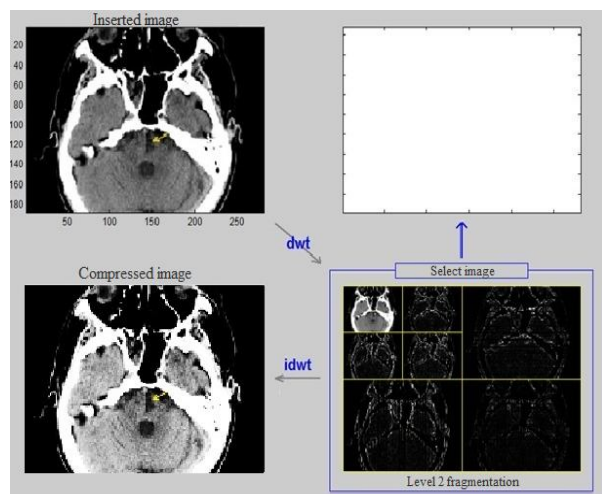 Inserted image
20
40
60
80
100
120
140
160
180
50 100 150 200 250
dwt
Compressed image
Select image
idwt
Level 2 fragmentation